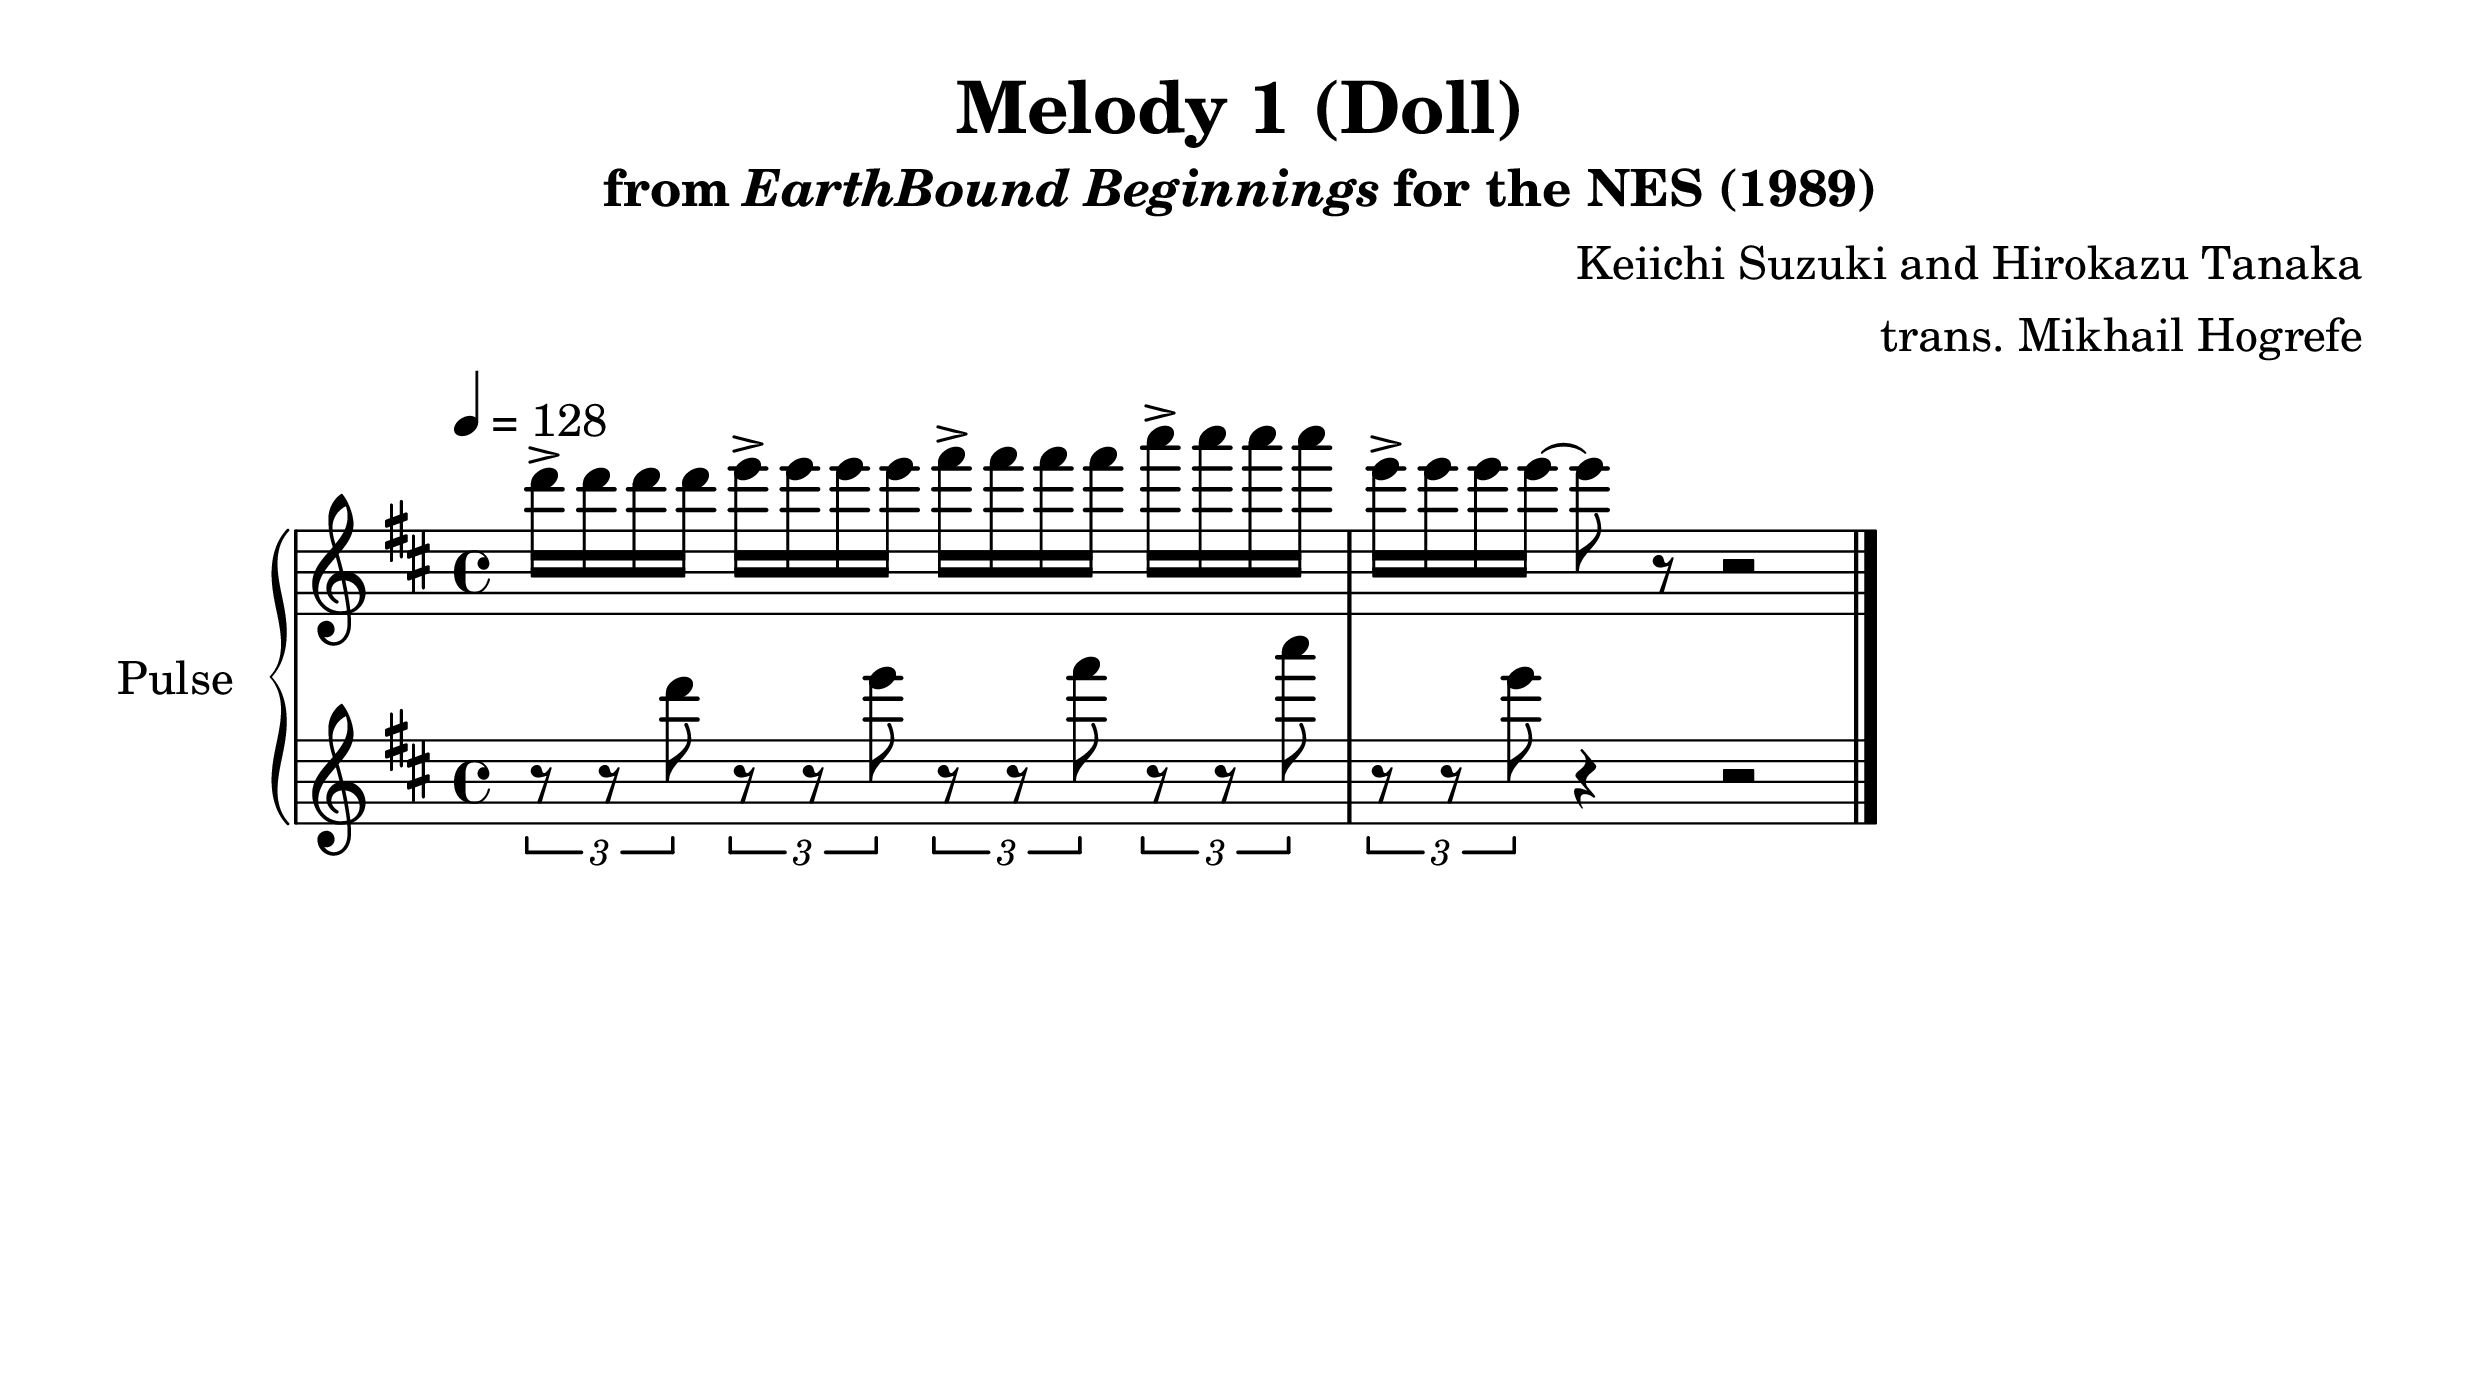 Melody 1 (Doll)
from EarthBound Beginnings for the NES (1989)
Keiichi Suzuki and Hirokazu Tanaka
trans. Mikhail Hogrefe
= 128
Pulse
3 3 3 3 3